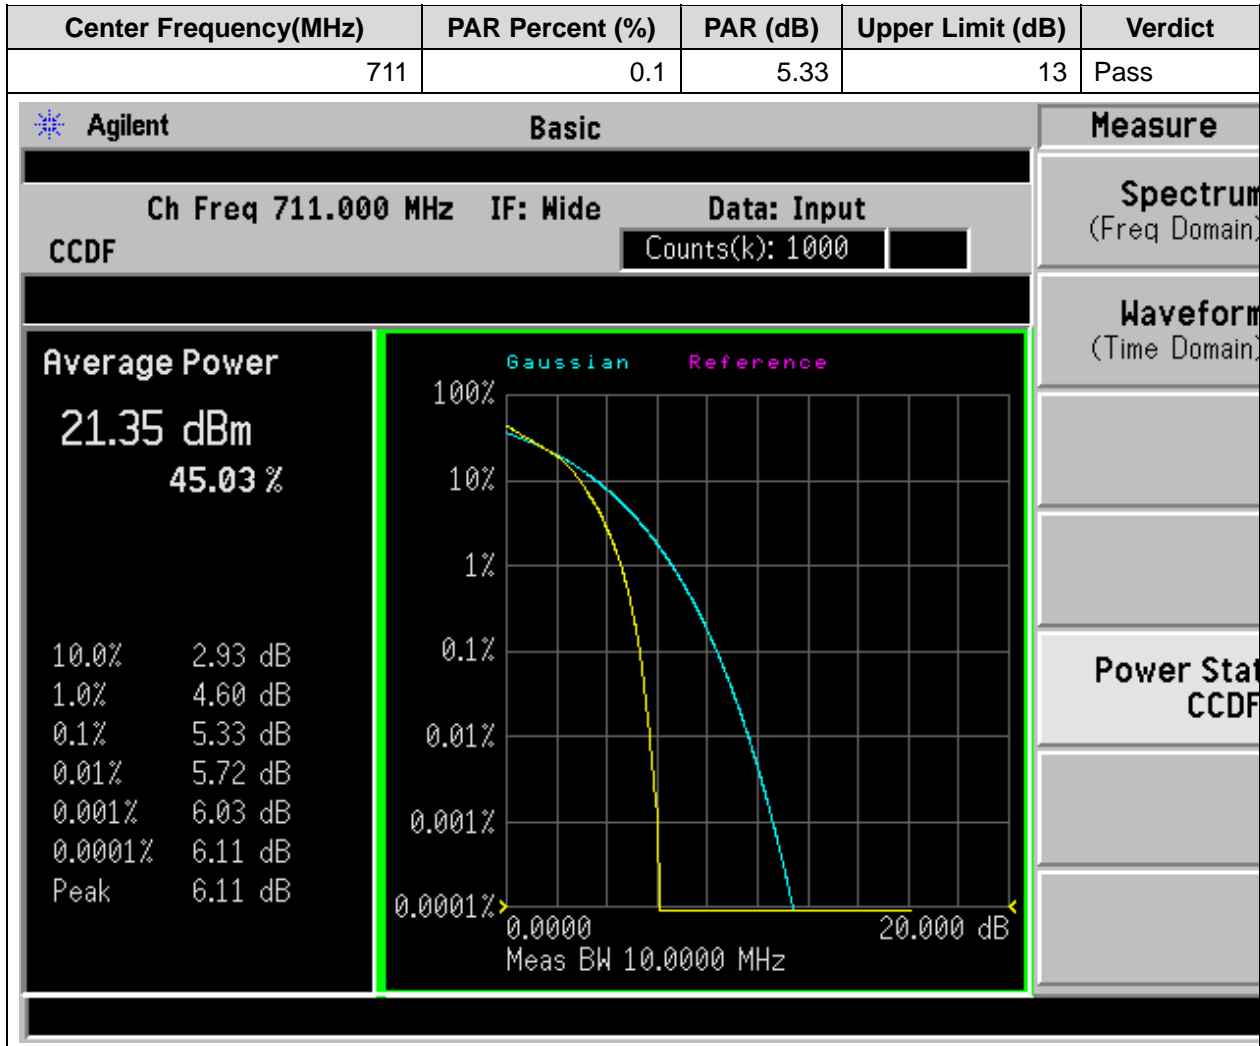 Center Frequency(MHz) PAR Percent (%) PAR (dB) Upper Limit (dB) Verdict
711 0.1 5.33 13 Pass
Agilent Basic Measure
Ch Freq 711.000 MHz IF: Wide Data: Input
CCDF Counts(k): 1000
Spectrum
(Freq Domain)
Waveform
(Time Domain)
Power Stat
CCDF
Average Power
21.35 dBm
45.03 %
10.0% 2.93 dB
1.0% 4.60 dB
0.1% 5.33 dB
0.01% 5.72 dB
0.001% 6.03 dB
0.0001% 6.11 dB
Peak 6.11 dB
Gaussian Reference
100%
10%
1%
0.1%
0.01%
0.001%
0.0001%
0.0000 20.000 dB
Meas BW 10.0000 MHz